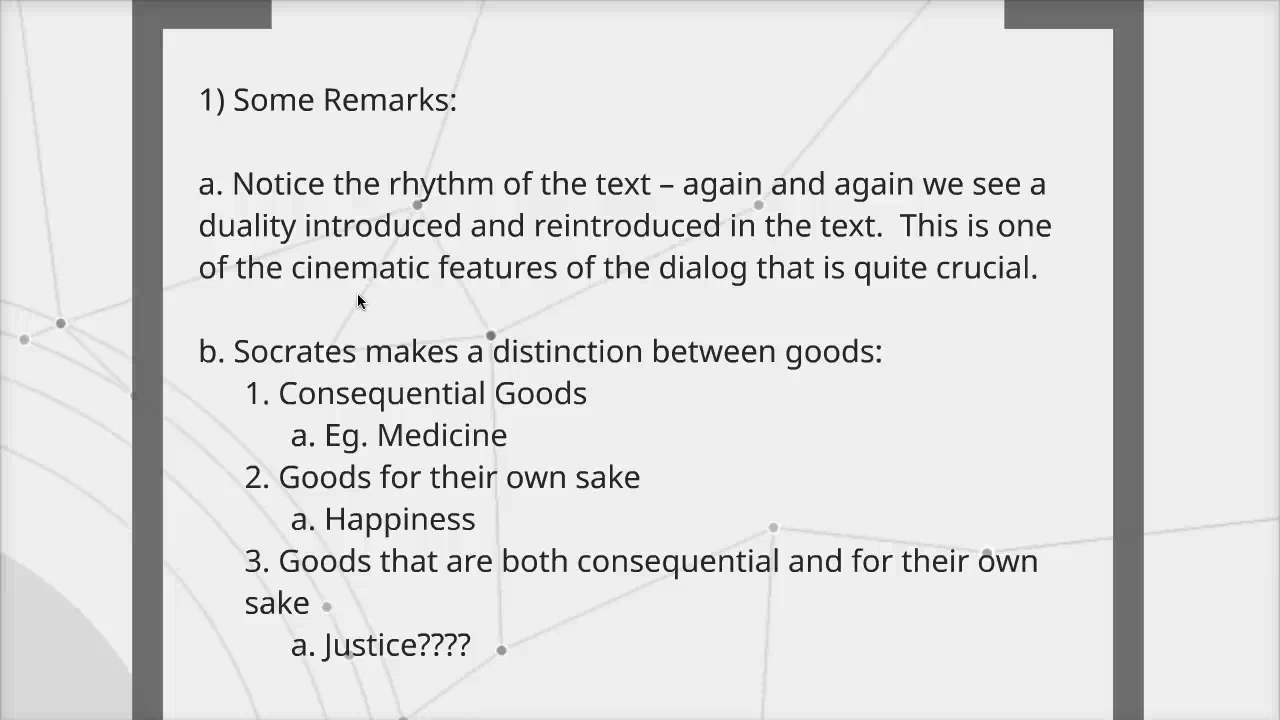 1) Some Remarks:
a. Notice the rhythm of the text – again and again we see a
duality introduced and reintroduced in the text.  This is one
of the cinematic features of the dialog that is quite crucial.
b. Socrates makes a distinction between goods:
1. Consequential Goods
a. Eg. Medicine
2. Goods for their own sake
a. Happiness
3. Goods that are both consequential and for their own
sake
a. Justice????